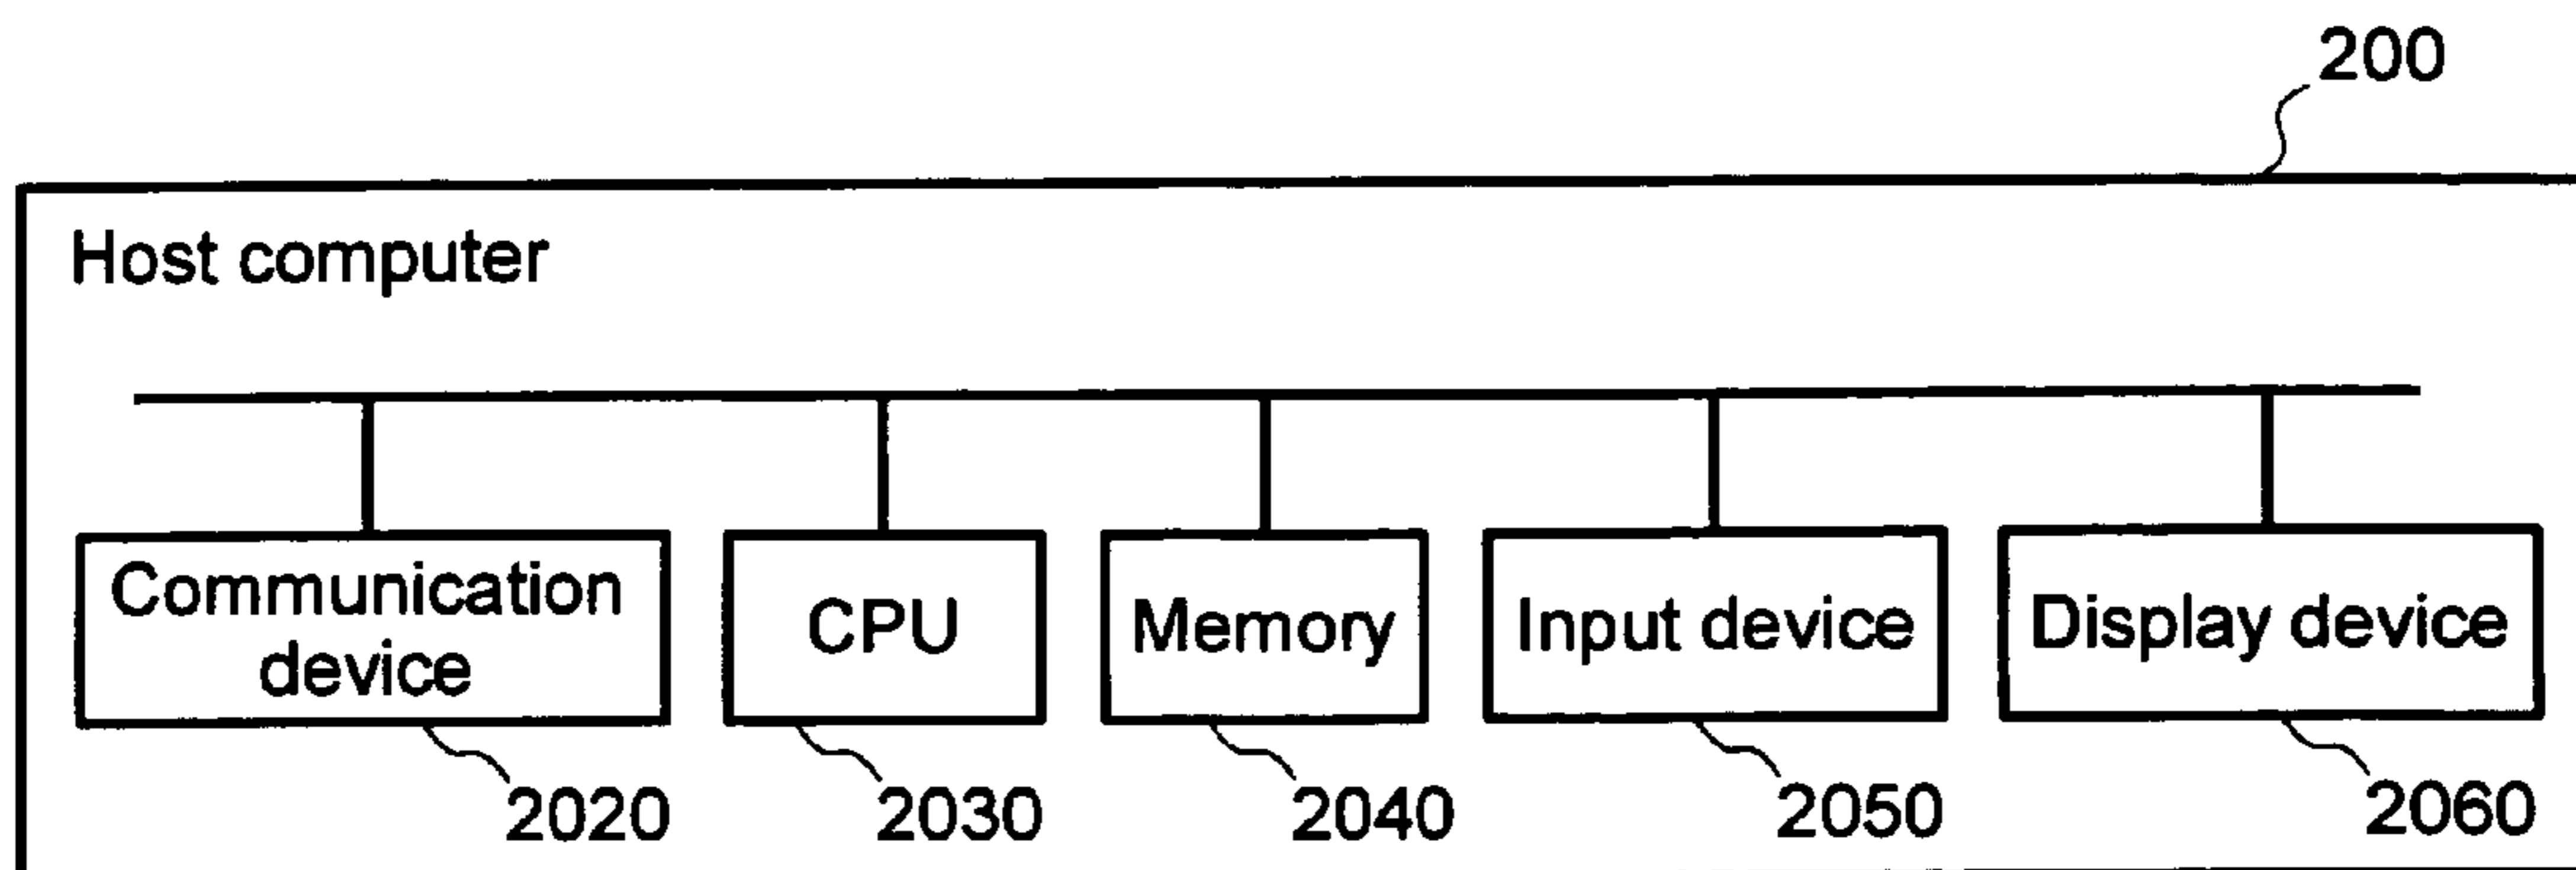 200
Host computer
Communication
device
CPU
Memory
Input device
Display device
2020
2030
2040
2050
2060